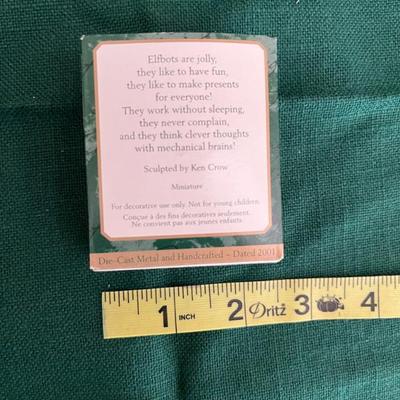 Elfbots are jolly,
they like to have fun,
they like to make presents
for everyone!
They work without sleeping,
they never complain,
and they think clever thoughts
with mechanical brains!
Sculpted by Ken Crow
Miniature
For decorative use only. Not for young children.
Conçue à des fins decoratives seulement.
Ne convient pas aux jeunes enfants.
Die-Cast Metal and Handcrafted ~ Dated 2001
1 INCH 2 Dritz® 3 4